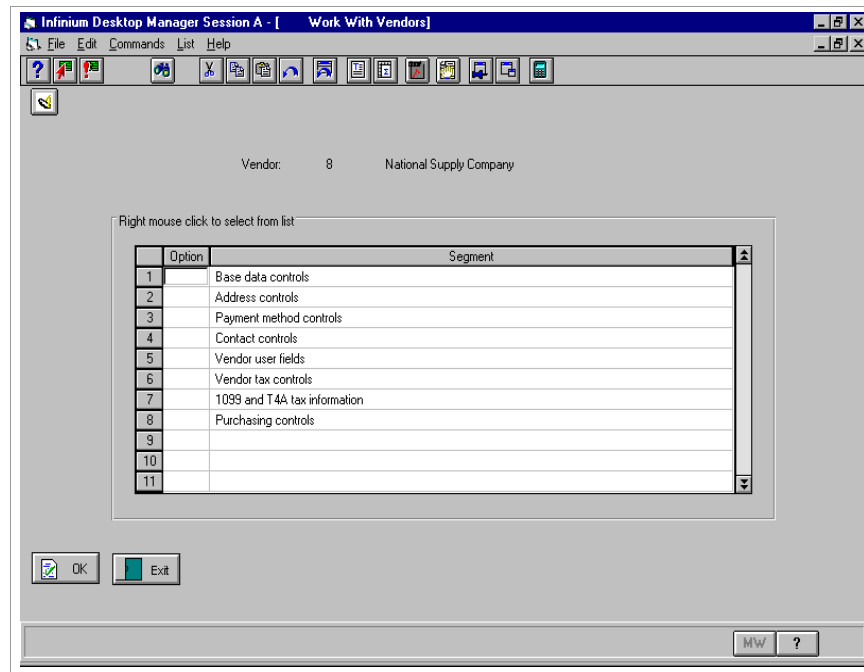 Infinium Desktop Manager Session A - [ Work With Vendors]
File Edit Commands List Help
Vendor: 8 National Supply Company
Right mouse click to select from list
Option Segment
1 Base data controls
2 Address controls
3 Payment method controls
4 Contact controls
5 Vendor user fields
6 Vendor tax controls
7 1099 and T4A tax information
8 Purchasing controls
9
10
11
OK Exit
MW ?